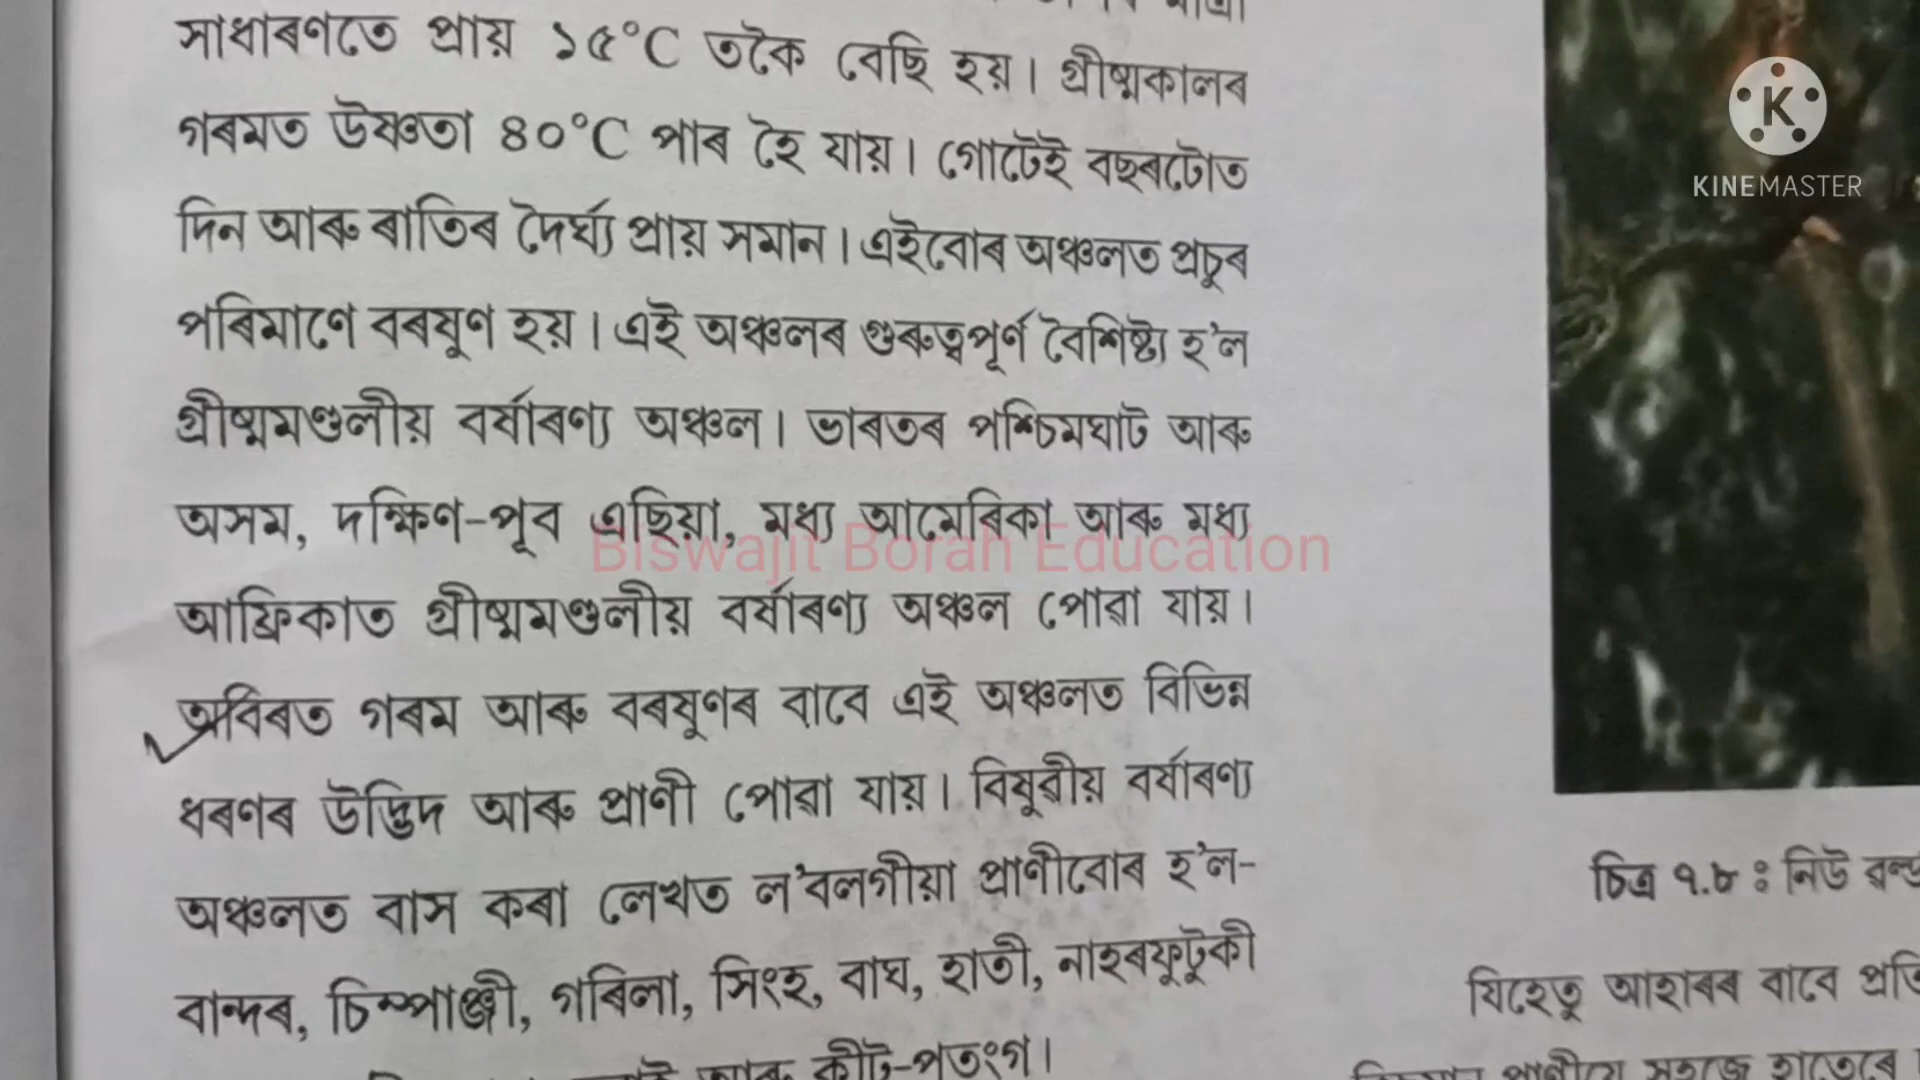 সাধাৰণতে প্ৰায় ১৫°C তকৈ বেছি হয়। গ্ৰীষ্মকালৰ
গৰমত উষ্ণতা ৪০°C পাৰ হৈ যায়। গোটেই বছৰটোত
দিন আৰু ৰাতিৰ দৈৰ্ঘ্য প্ৰায় সমান। এইবোৰ অঞ্চলত প্ৰচুৰ
পৰিমাণে বৰষুণ হয়। এই অঞ্চলৰ গুৰুত্বপূৰ্ণ বৈশিষ্ট্য হ'ল
গ্ৰীষ্মমণ্ডলীয় বৰ্ষাৰণ্য অঞ্চল। ভাৰতৰ পশ্চিমঘাট আৰু
অসম, দক্ষিণ-পূব এছিয়া, মধ্য আমেৰিকা আৰু মধ্য
আফ্ৰিকাত গ্ৰীষ্মমণ্ডলীয় বৰ্ষাৰণ্য অঞ্চল পোৱা যায়।
অবিৰত গৰম আৰু বৰষুণৰ বাবে এই অঞ্চলত বিভিন্ন
ধৰণৰ উদ্ভিদ আৰু প্ৰাণী পোৱা যায়। বিষুৱীয় বৰ্ষাৰণ্য
অঞ্চলত বাস কৰা লেখত ল'বলগীয়া প্ৰাণীবোৰ হ'ল-
বান্দৰ, চিম্পাঞ্জী, গৰিলা, সিংহ, বাঘ, হাতী, নাহৰফুটুকী
আৰু কীট-পতংগ।
KINEMASTER
Biswajit Borah Education
চিত্ৰ ৭.৮ : নিউ
যিহেতু আহাৰৰ বাবে
প্ৰাণীয়ে সহজে হাতেৰে